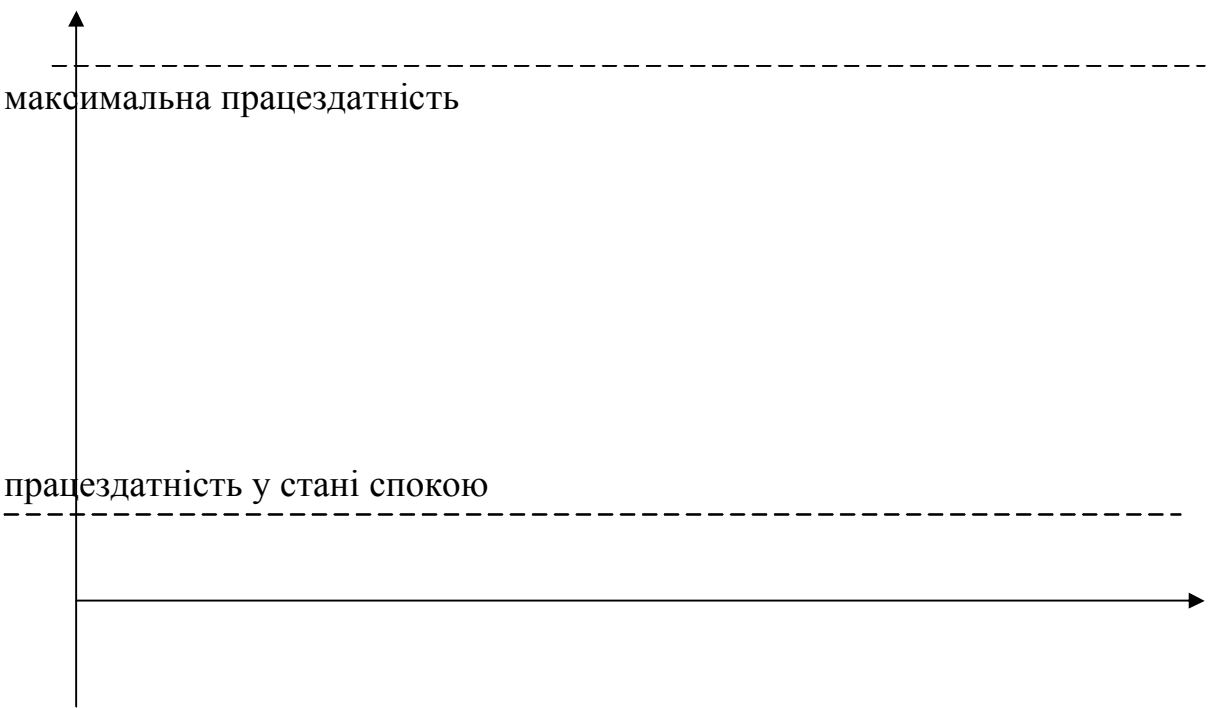 максимальна працездатність
працездатність у стані спокою